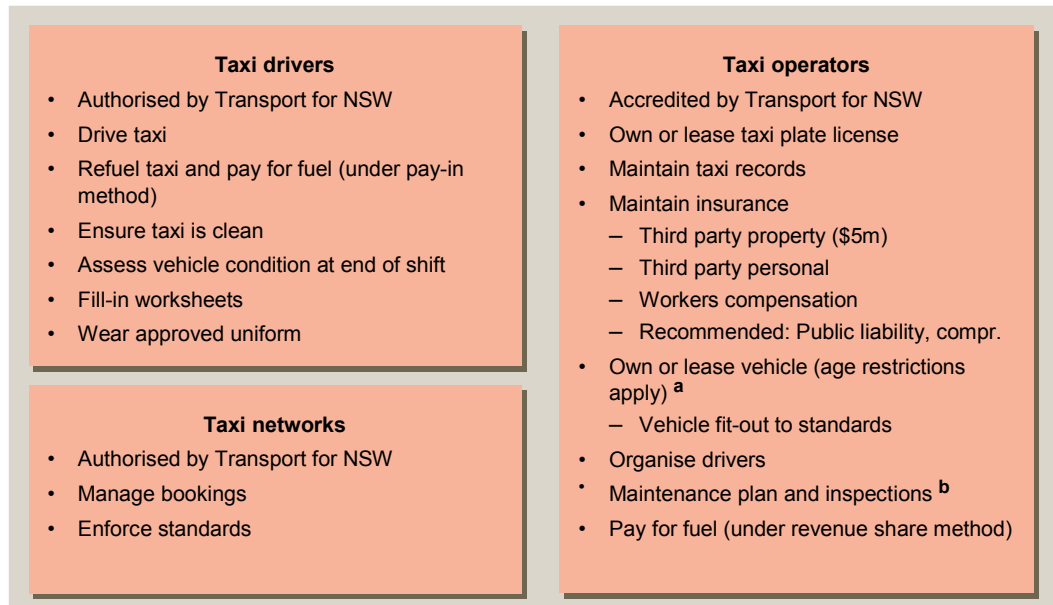 Taxi drivers
• Authorised by Transport for NSW
• Drive taxi
• Refuel taxi and pay for fuel (under pay-in
method)
• Ensure taxi is clean
• Assess vehicle condition at end of shift
• Fill-in worksheets
• Wear approved uniform
Taxi networks
• Authorised by Transport for NSW
• Manage bookings
• Enforce standards
Taxi operators
• Accredited by Transport for NSW
• Own or lease taxi plate license
• Maintain taxi records
• Maintain insurance
– Third party property ($5m)
– Third party personal
– Workers compensation
– Recommended: Public liability, compr.
• Own or lease vehicle (age restrictions
apply) a
– Vehicle fit-out to standards
• Organise drivers
• Maintenance plan and inspections b
• Pay for fuel (under revenue share method)